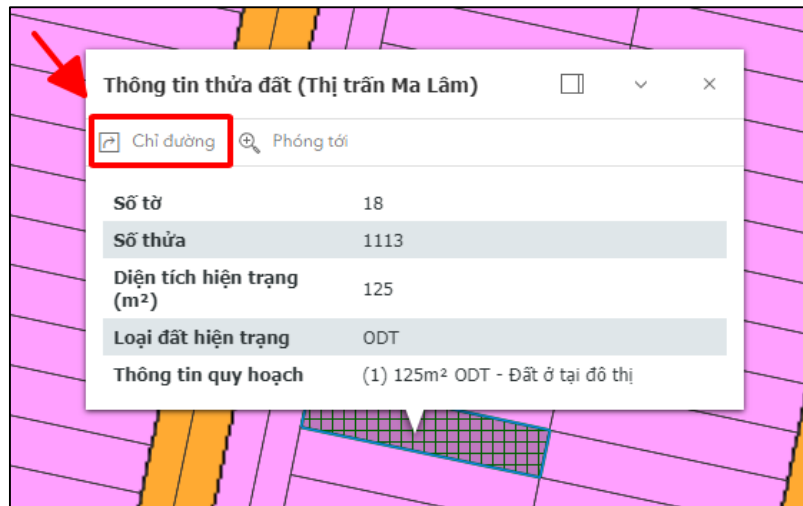 Thông tin thửa đất (Thị trấn Ma Lâm)
Chỉ đường Phóng tới
Số tờ 18
Số thửa 1113
Diện tích hiện trạng
(m²) 125
Loại đất hiện trạng ODT
Thông tin quy hoạch (1) 125m² ODT - Đất ở tại đô thị